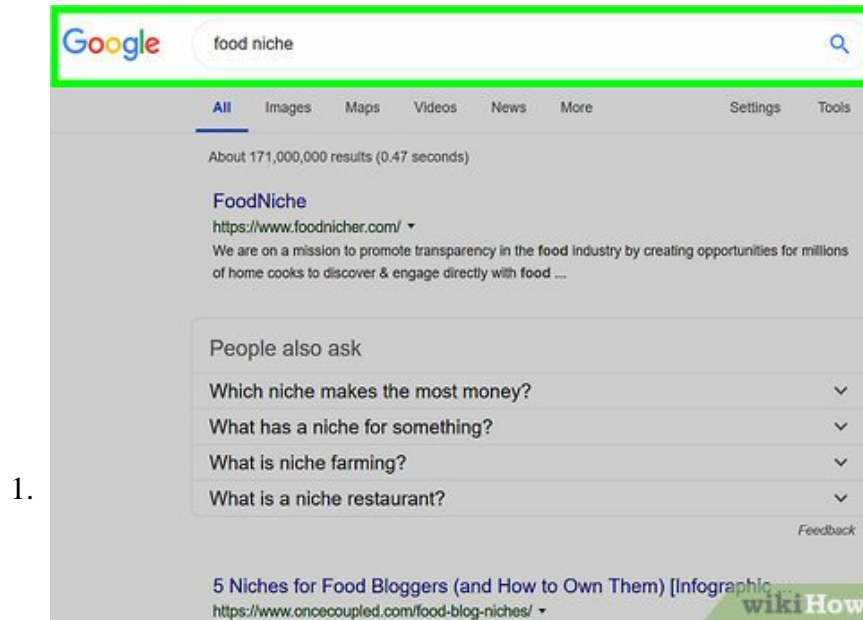 Google food niche
All Images Maps Videos News More Settings Tools
About 171,000,000 results (0.47 seconds)
FoodNiche
https://www.foodnicher.com/
We are on a mission to promote transparency in the food industry by creating opportunities for millions
of home cooks to discover & engage directly with food ...
People also ask
Which niche makes the most money?
What has a niche for something?
What is niche farming?
1.
What is a niche restaurant?
Feedback
5 Niches for Food Bloggers (and How to Own Them) [Infographic ...
https://www.oncecoupled.com/food-blog-niches/
wikiHow